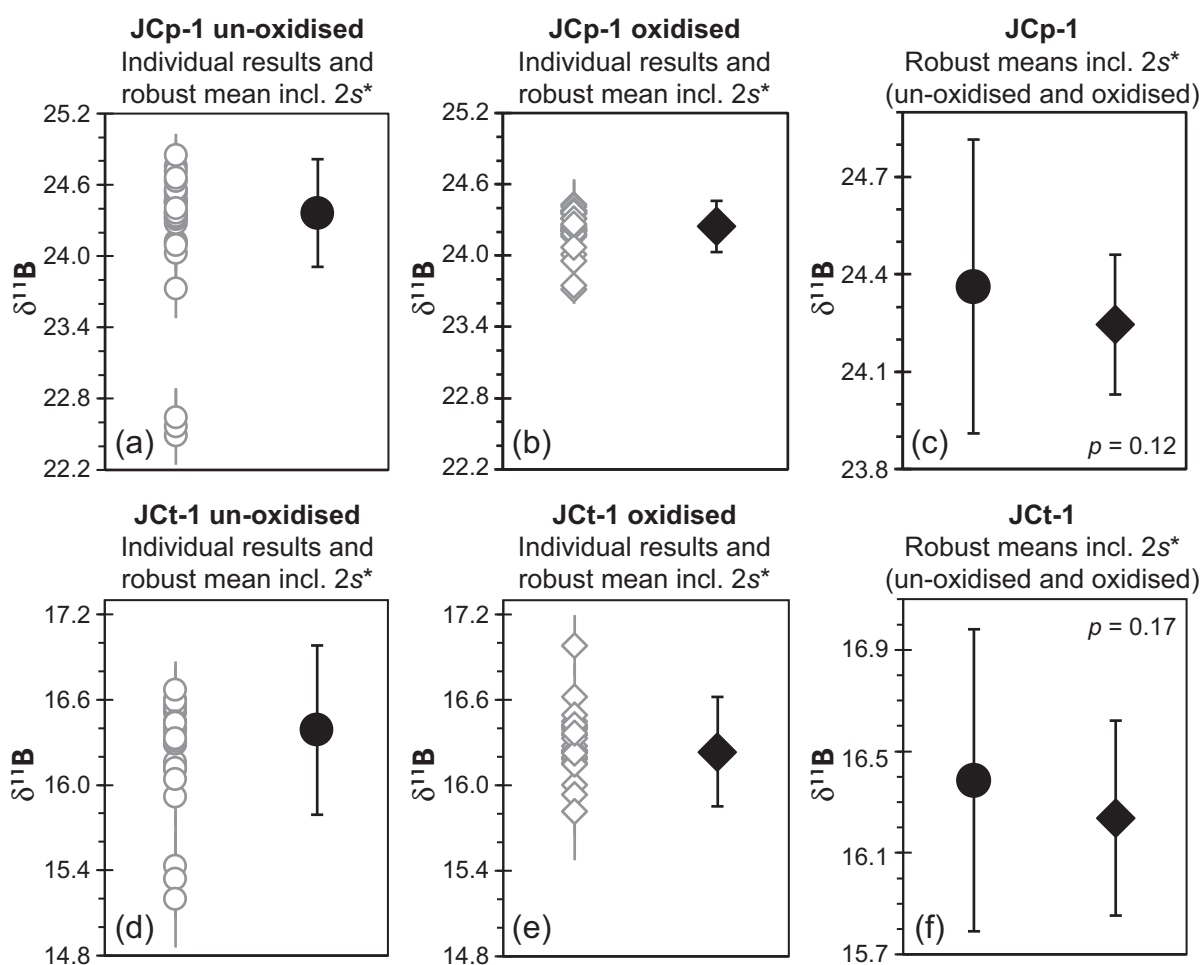 JCp-1 un-oxidised
Individual results and
robust mean incl. 2s*
25.2
24.6
24.0
23.4
22.8
22.2
δ¹¹B
(a)
JCp-1 oxidised
Individual results and
robust mean incl. 2s*
25.2
24.6
24.0
23.4
22.8
22.2
δ¹¹B
(b)
JCp-1
Robust means incl. 2s*
(un-oxidised and oxidised)
24.7
24.4
24.1
23.8
δ¹¹B
(c)
p = 0.12
JCt-1 un-oxidised
Individual results and
robust mean incl. 2s*
17.2
16.6
16.0
15.4
14.8
δ¹¹B
(d)
JCt-1 oxidised
Individual results and
robust mean incl. 2s*
17.2
16.6
16.0
15.4
14.8
δ¹¹B
(e)
JCt-1
Robust means incl. 2s*
(un-oxidised and oxidised)
p = 0.17
16.9
16.5
16.1
15.7
δ¹¹B
(f)